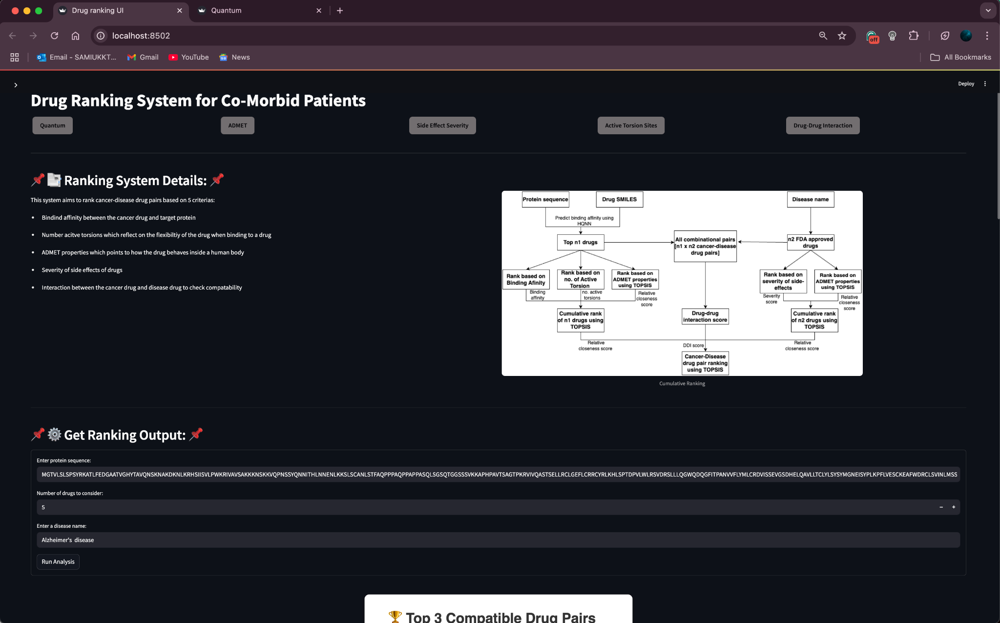 Drug ranking UI
Quantum
localhost:8502
off
Email - SAMIUKKT...
Gmail
YouTube
News
All Bookmarks
Deploy
Drug Ranking System for Co-Morbid Patients
Quantum
ADMET
Side Effect Severity
Active Torsion Sites
Drug-Drug Interaction
Ranking System Details:
This system aims to rank cancer-disease drug pairs based on 5 criterias:
Bindind affinity between the cancer drug and target protein
Number acitve torsions which reflect on the flexibiltiy of the drug when binding to a drug
ADMET properties which points to how the drug behaves inside a human body
Severity of side effects of drugs
Interaction between the cancer drug and disease drug to check compatability
Protein sequence
Drug SMILES
Disease name
Predict binding affinity using
HQNN
Top n1 drugs
All combinational pairs
[n1 x n2 cancer-disease
drug pairs]
n2 FDA approved
drugs
Rank based on
Binding Afinity
Rank based on
no. of Active
Torsion
Rank based on
ADMET properties
using TOPSIS
Rank based on
severity of side-
effects
Rank based on
ADMET properties
using TOPSIS
Binding
affinity
no. active
torsions
Relative
closeness
score
Severity
score
Relative
closeness
score
Cumulative rank
of n1 drugs using
TOPSIS
Drug-drug
interaction score
Cumulative rank
of n2 drugs using
TOPSIS
Relative
closeness score
DDI score
Relative
closeness score
Cancer-Disease
drug pair ranking
using TOPSIS
Cumulative Ranking
Get Ranking Output:
Enter protein sequence:
MGTVLSLSPSYRKATLFEDGAATVGHYTAVQNSKNAKDKNLKRHSIISVLPWKRIVAVSAKKKNSKKVQPNSSYQNNITHLNNENLKKSLSCANLSTFAQPPPAQPPAPPASQLSGSQTGGSSSVKKAPHPAVTSAGTPKRVIVQASTSELLRCLGEFLCRRCYRLKHLSPTDPVLWLRSVDRSLLLQGWQDQGFITPANVVFLYMLCRDVISSEVGSDHELQAVLLTCLYLSYSYMGNEISYPLKPFLVESCKEAFWDRCLSVINLMSS
Number of drugs to consider:
5
Enter a disease name:
Alzheimer's disease
Run Analysis
Top 3 Compatible Drug Pairs